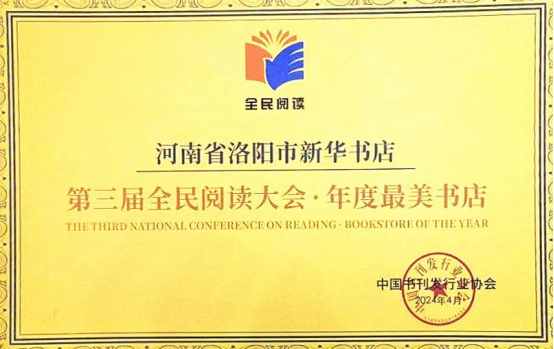 全民阅读
河南省洛阳市新华书店
第三届全民阅读大会·年度最美书店
THE THIRD NATIONAL CONFERENCE ON READING · BOOKSTORE OF THE YEAR
中国书刊发行业协会
2024年4月